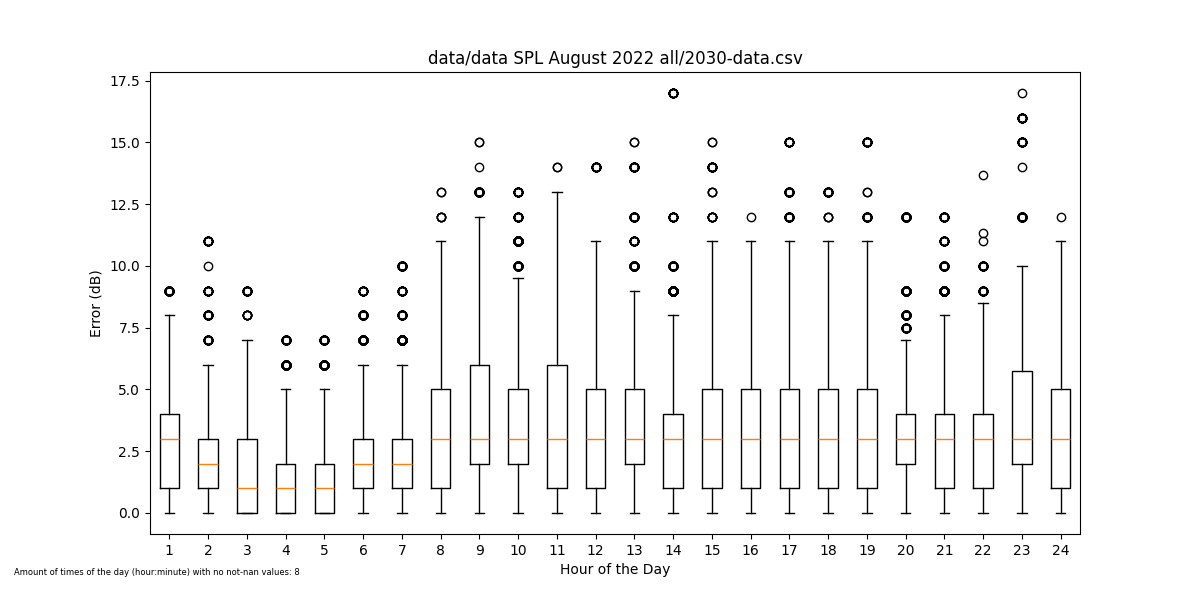 data/data SPL August 2022 all/2030-data.csv
17.5
15.0
12.5
10.0
7.5
5.0
2.5
0.0
Error (dB)
1 2 3 4 5 6 7 8 9 10 11 12 13 14 15 16 17 18 19 20 21 22 23 24
Hour of the Day
Amount of times of the day (hour:minute) with no not-nan values: 8